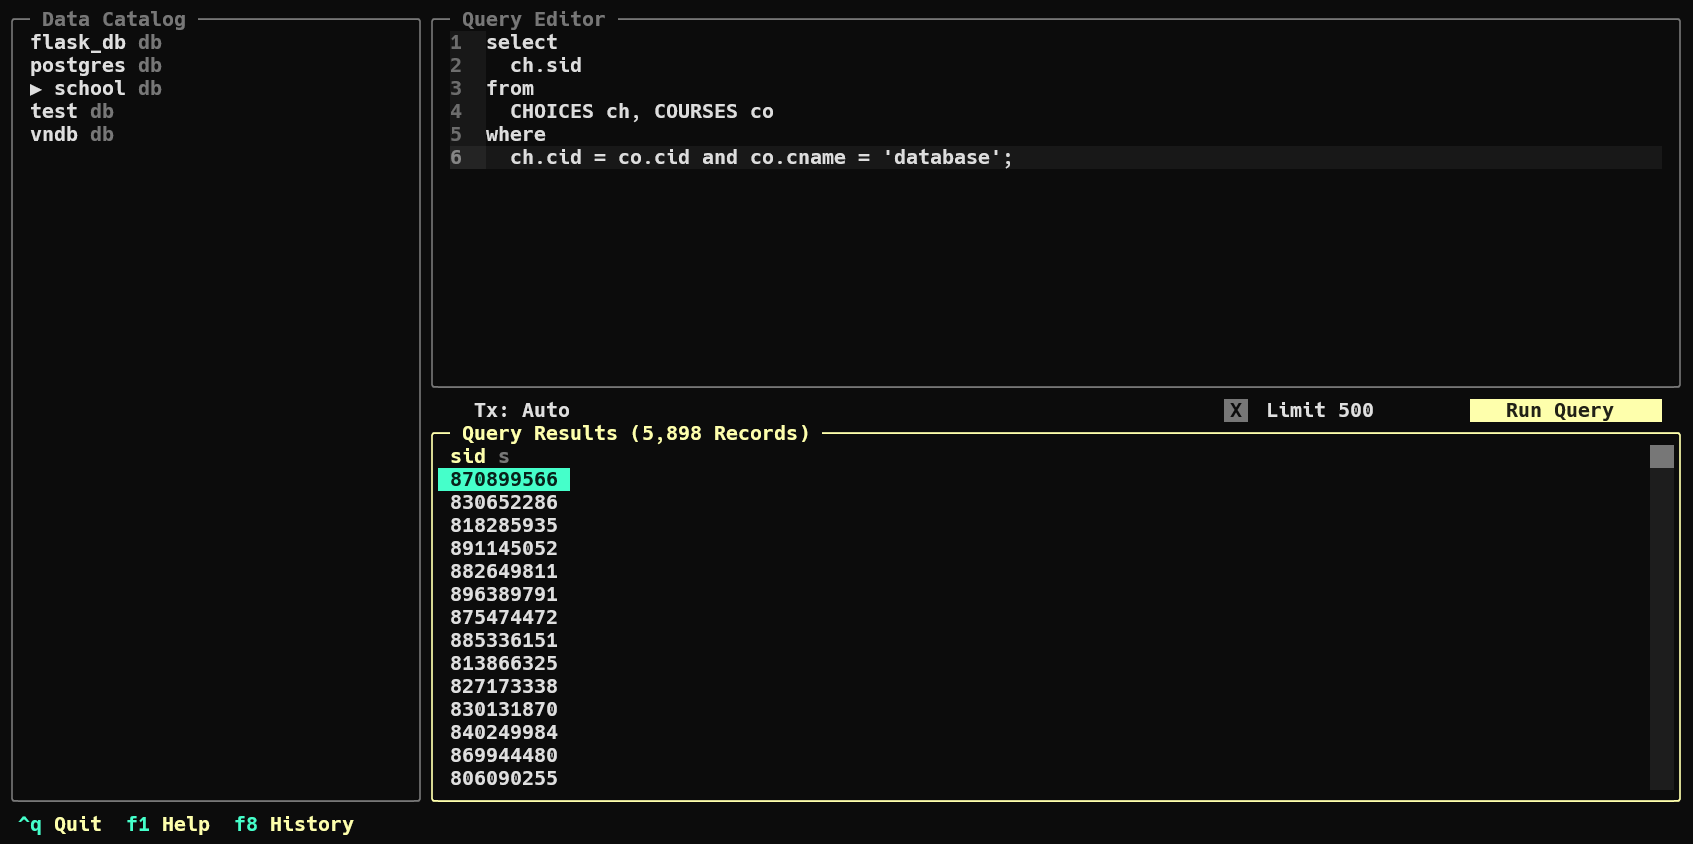 Data Catalog
flask_db db
postgres db
▶ school db
test db
vndb db
Query Editor
1 select
2   ch.sid
3 from
4   CHOICES ch, COURSES co
5 where
6   ch.cid = co.cid and co.cname = 'database';
Tx: Auto X Limit 500 Run Query
Query Results (5,898 Records)
sid s
870899566
830652286
818285935
891145052
882649811
896389791
875474472
885336151
813866325
827173338
830131870
840249984
869944480
806090255
^q Quit f1 Help f8 History